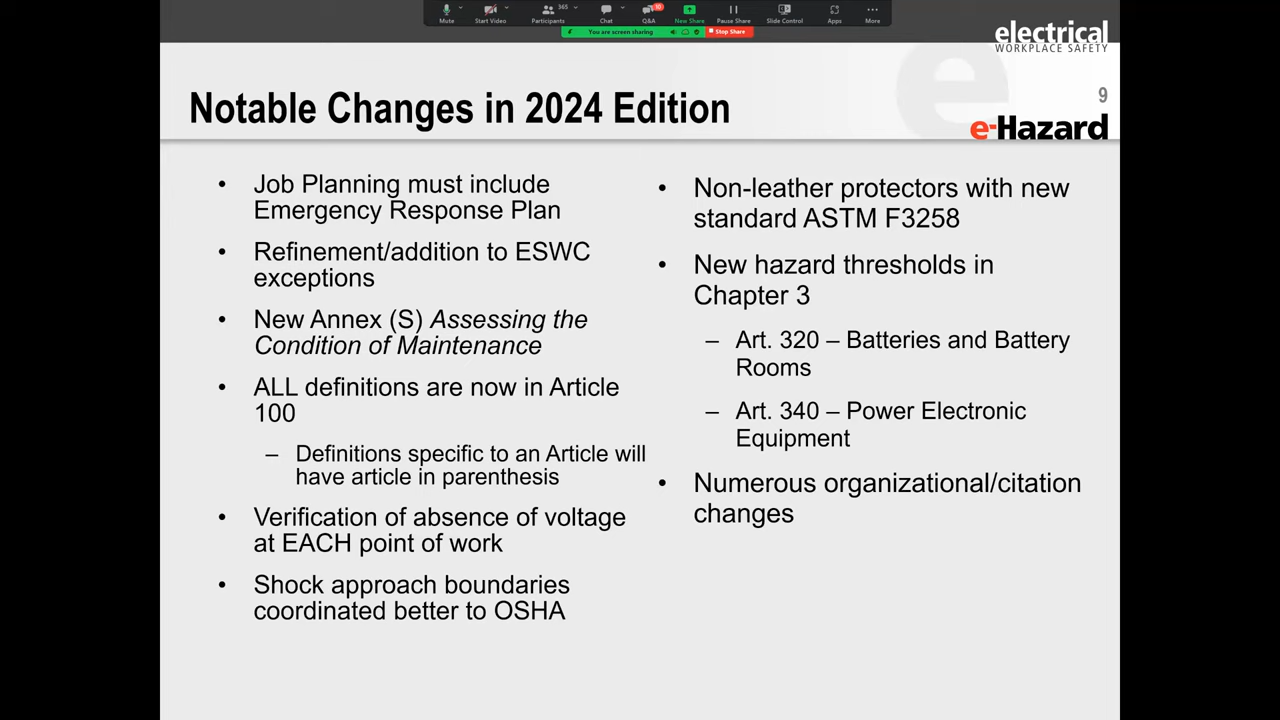 365
10
Mute
Start Video
Participants
Chat
Q&A
New Share
Pause Share
Slide Control
Apps
More
You are screen sharing
Stop Share
electrical
WORKPLACE SAFETY
Notable Changes in 2024 Edition
9
e-Hazard
• Job Planning must include
Emergency Response Plan
• Refinement/addition to ESWC
exceptions
• New Annex (S) Assessing the
Condition of Maintenance
• ALL definitions are now in Article
100
– Definitions specific to an Article will
have article in parenthesis
• Verification of absence of voltage
at EACH point of work
• Shock approach boundaries
coordinated better to OSHA
• Non-leather protectors with new
standard ASTM F3258
• New hazard thresholds in
Chapter 3
– Art. 320 – Batteries and Battery
Rooms
– Art. 340 – Power Electronic
Equipment
• Numerous organizational/citation
changes